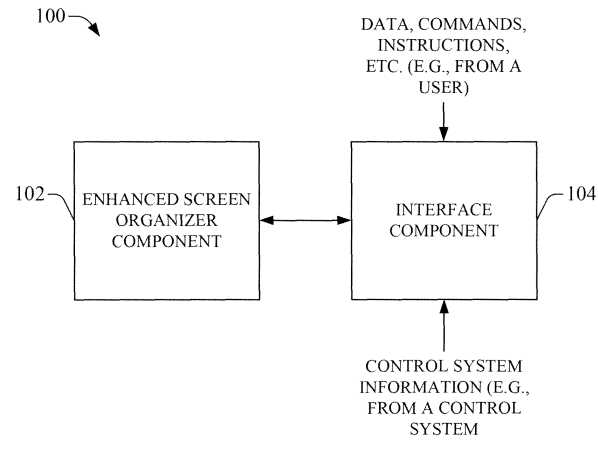 100
DATA, COMMANDS,
INSTRUCTIONS,
ETC. (E.G., FROM A
USER)
102
ENHANCED SCREEN
ORGANIZER
COMPONENT
INTERFACE
COMPONENT
104
CONTROL SYSTEM
INFORMATION (E.G.,
FROM A CONTROL
SYSTEM